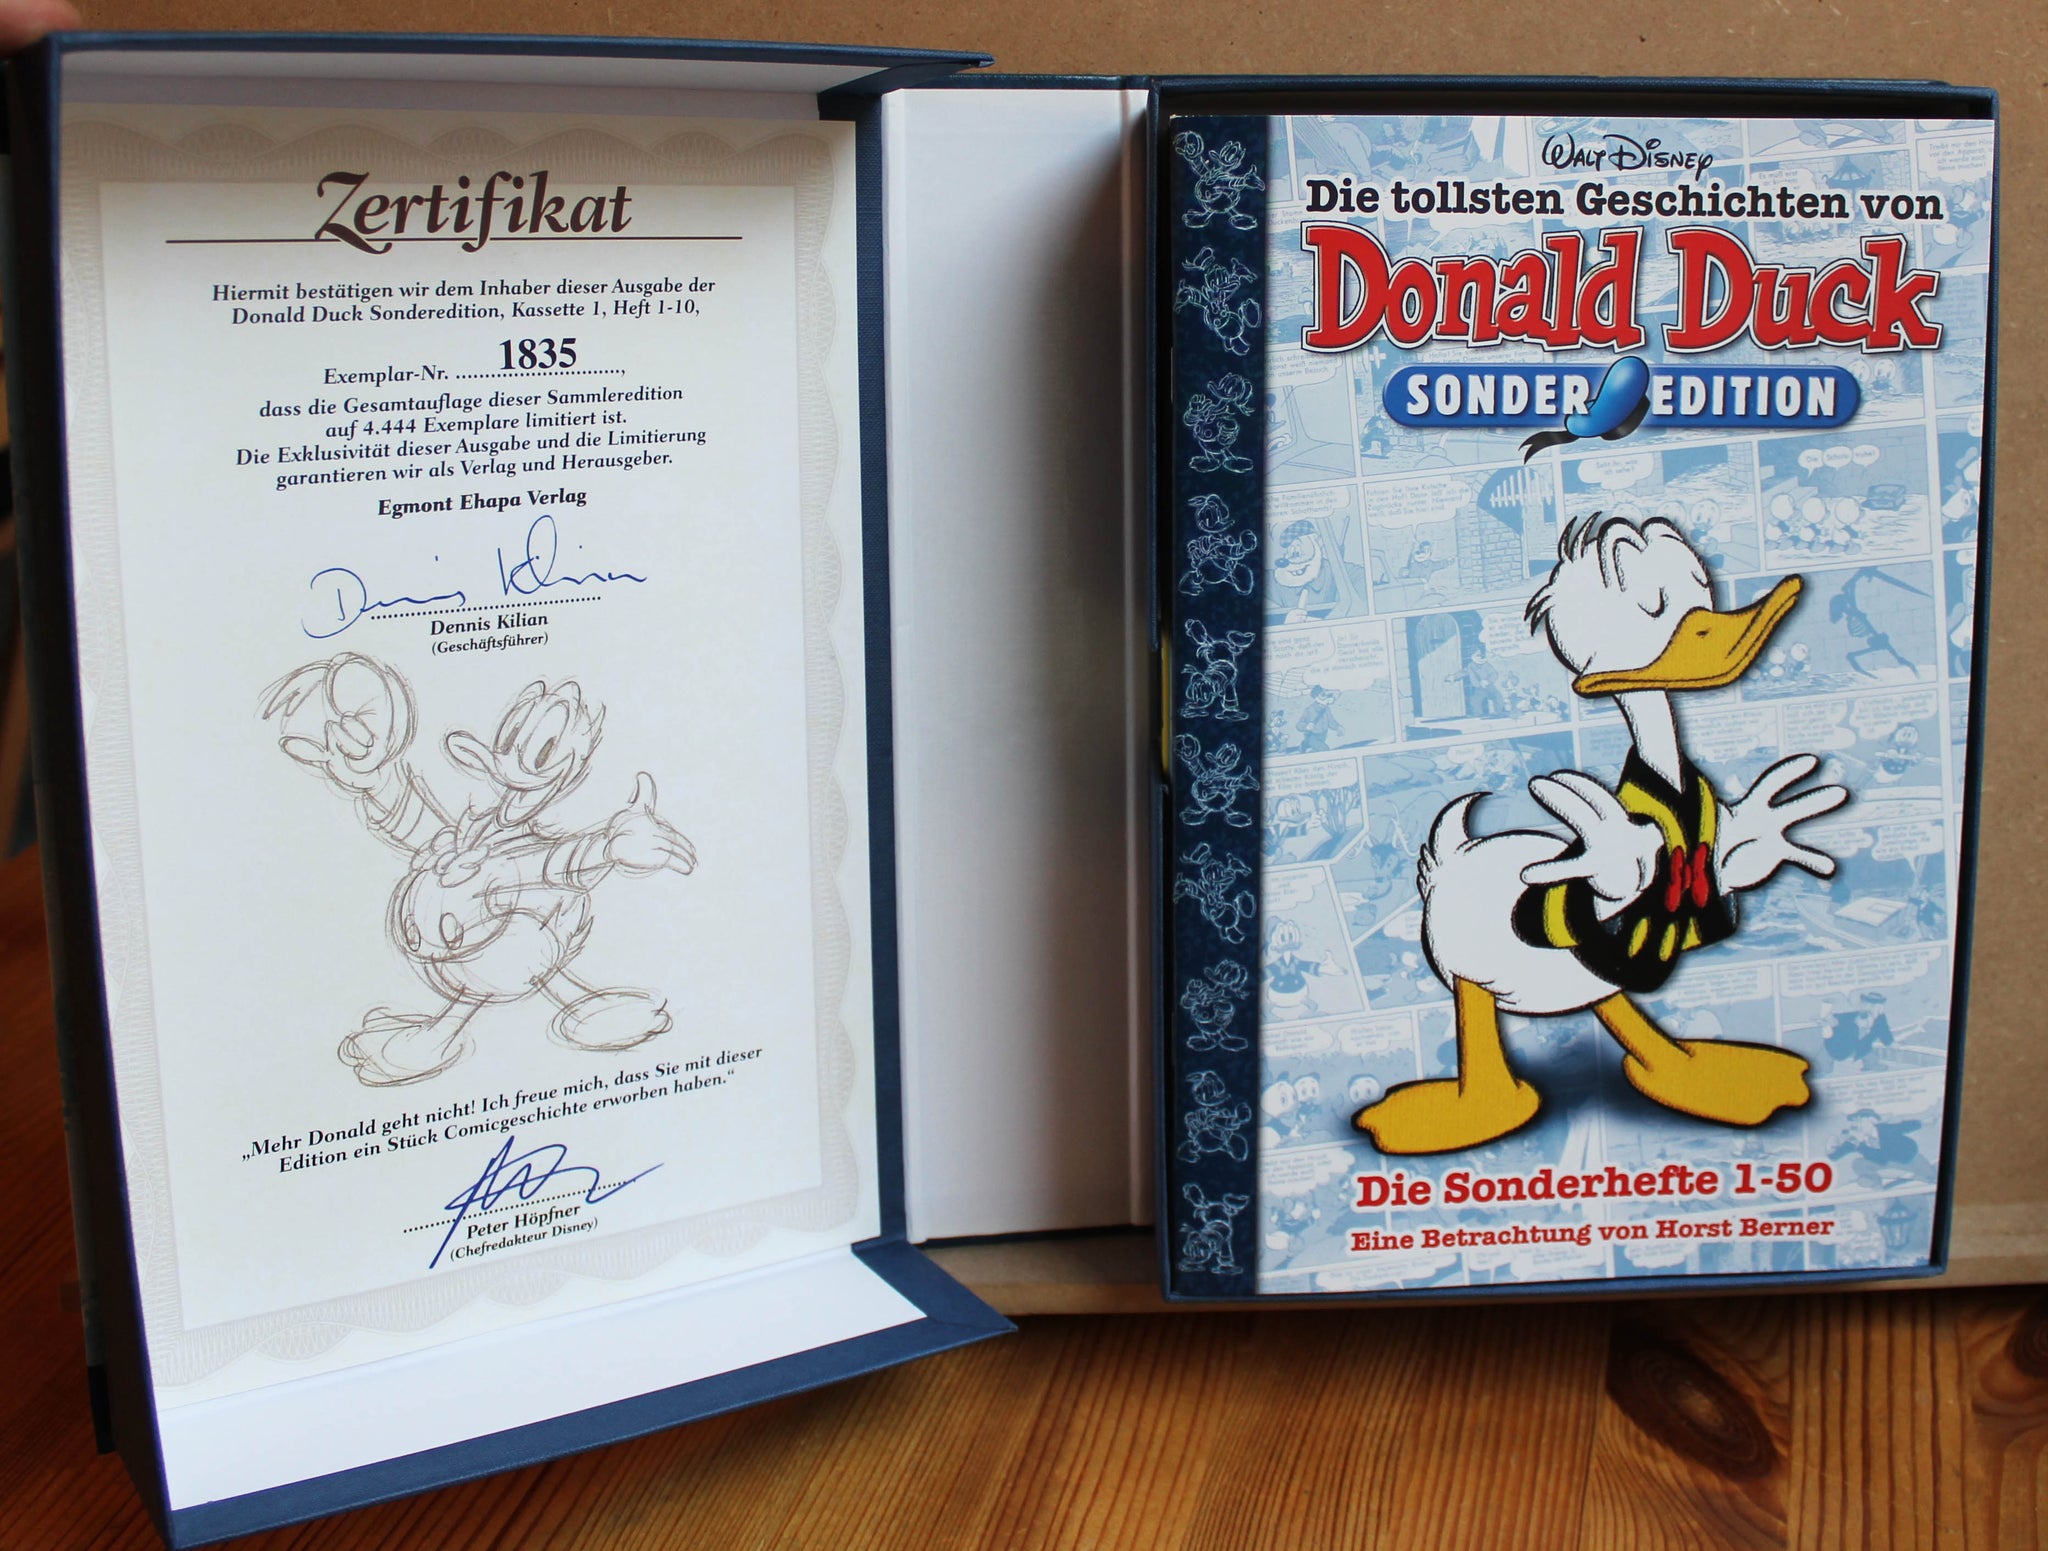 Zertifikat
Hiermit bestätigen wir dem Inhaber dieser Ausgabe der
Donald Duck Sonderedition, Kassette 1, Heft 1-10,
Exemplar-Nr. 1835,
dass die Gesamtauflage dieser Sammleredition
auf 4.444 Exemplare limitiert ist.
Die Exklusivität dieser Ausgabe und die Limitierung
garantieren wir als Verlag und Herausgeber.
Egmont Ehapa Verlag
Dennis Kilian
Dennis Kilian
(Geschäftsführer)
„Mehr Donald geht nicht! Ich freue mich, dass Sie mit dieser
Edition ein Stück Comicgeschichte erworben haben.“
Peter Höpfner
(Chefredakteur Disney)
Walt Disney
Die tollsten Geschichten von
Donald Duck
SONDER EDITION
Die Sonderhefte 1-50
Eine Betrachtung von Horst Berner